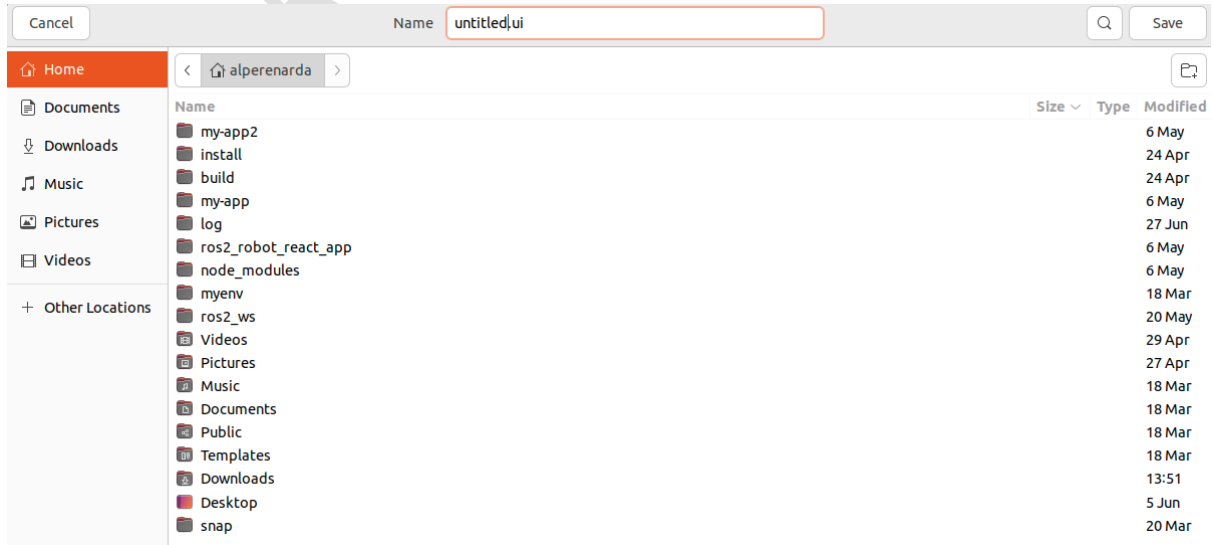 Cancel Name untitled.ui Save
Home alperenarda
Documents Name Size Type Modified
my-app2 6 May
Downloads install 24 Apr
build 24 Apr
Music my-app 6 May
Pictures log 27 Jun
ros2_robot_react_app 6 May
Videos node_modules 6 May
myenv 18 Mar
+ Other Locations ros2_ws 20 May
Videos 29 Apr
Pictures 27 Apr
Music 18 Mar
Documents 18 Mar
Public 18 Mar
Templates 18 Mar
Downloads 13:51
Desktop 5 Jun
snap 20 Mar